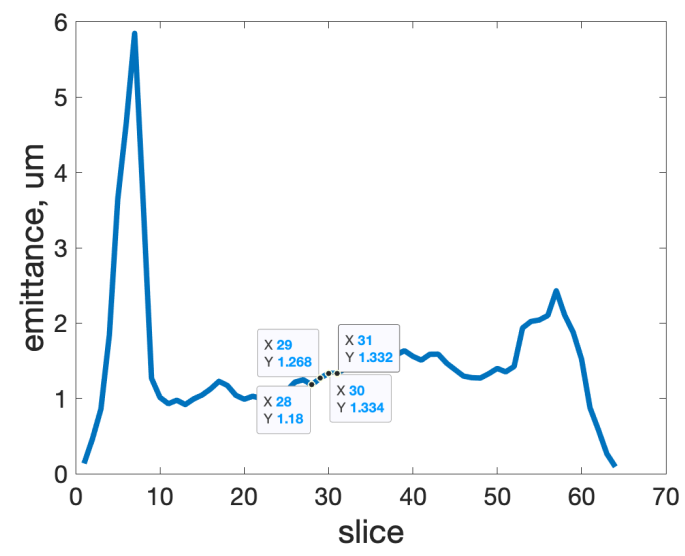 6
5
4
3
2
1
0
emittance, um
X 29
Y 1.268
X 31
Y 1.332
X 28
Y 1.18
X 30
Y 1.334
0 10 20 30 40 50 60 70
slice